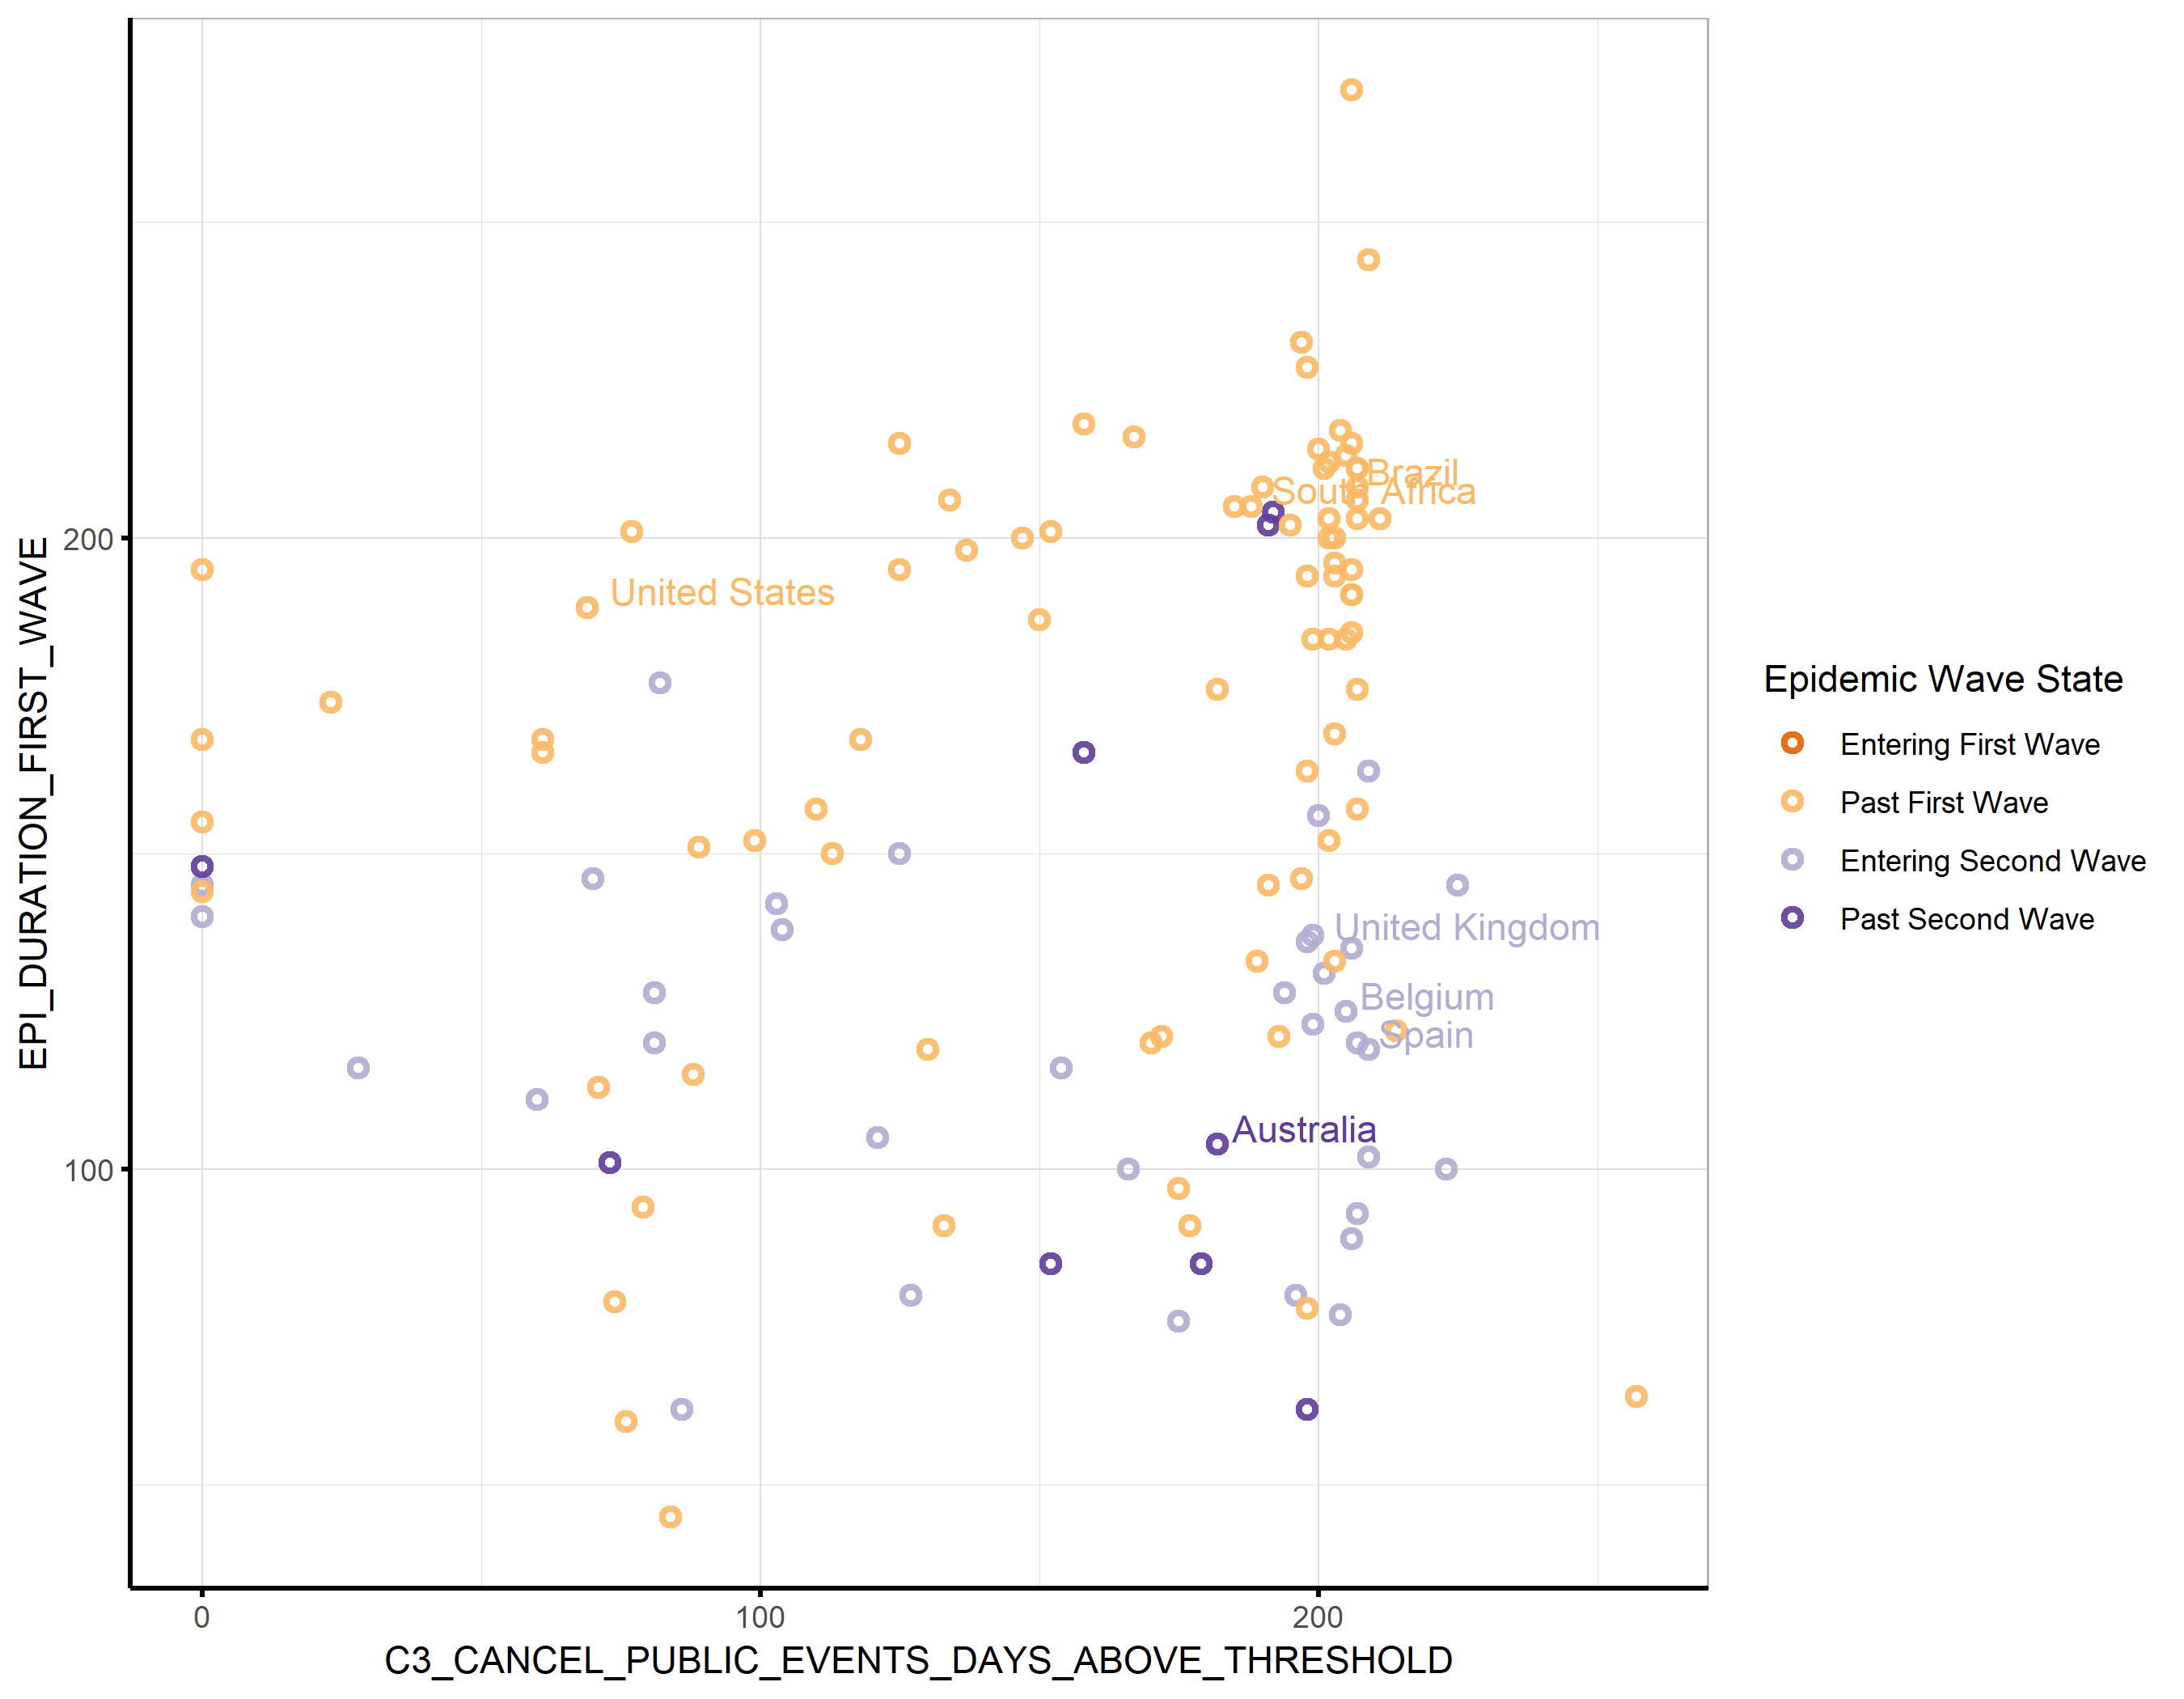 EPI_DURATION_FIRST_WAVE
200
100
0
100
200
C3_CANCEL_PUBLIC_EVENTS_DAYS_ABOVE_THRESHOLD
Brazil
South Africa
United States
United Kingdom
Belgium
Spain
Australia
Epidemic Wave State
Entering First Wave
Past First Wave
Entering Second Wave
Past Second Wave